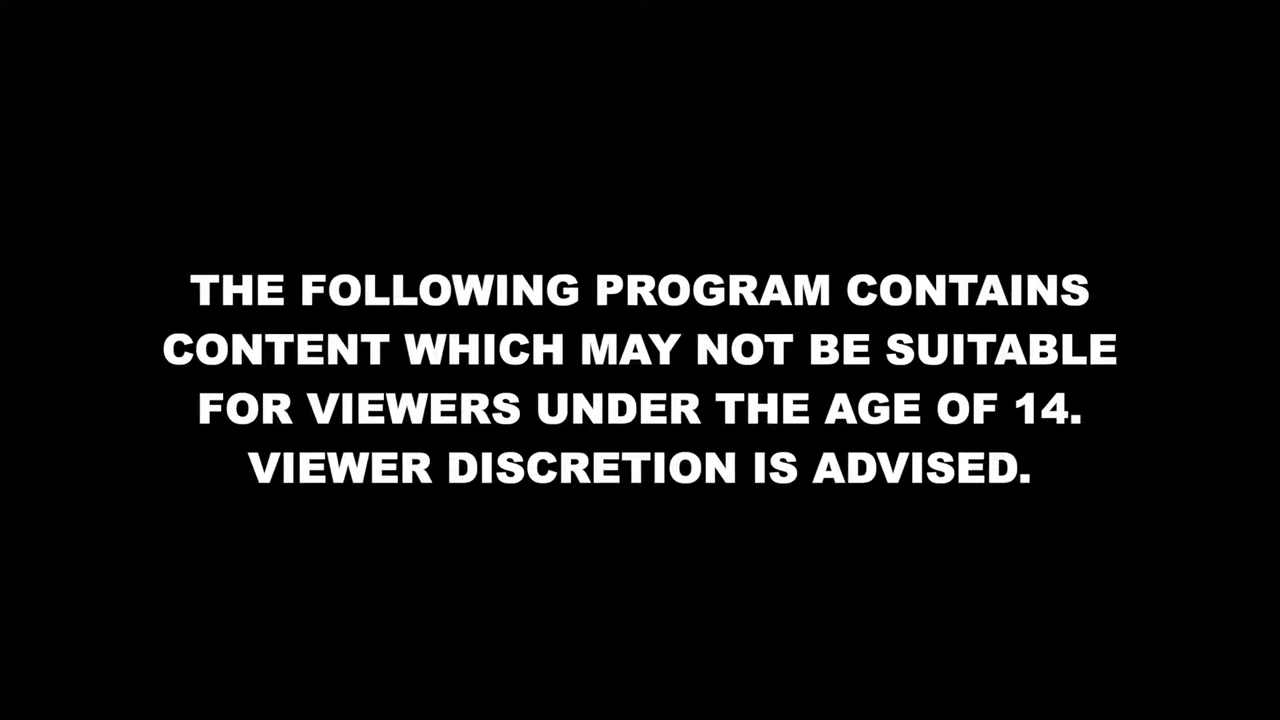 THE FOLLOWING PROGRAM CONTAINS
CONTENT WHICH MAY NOT BE SUITABLE
FOR VIEWERS UNDER THE AGE OF 14.
VIEWER DISCRETION IS ADVISED.